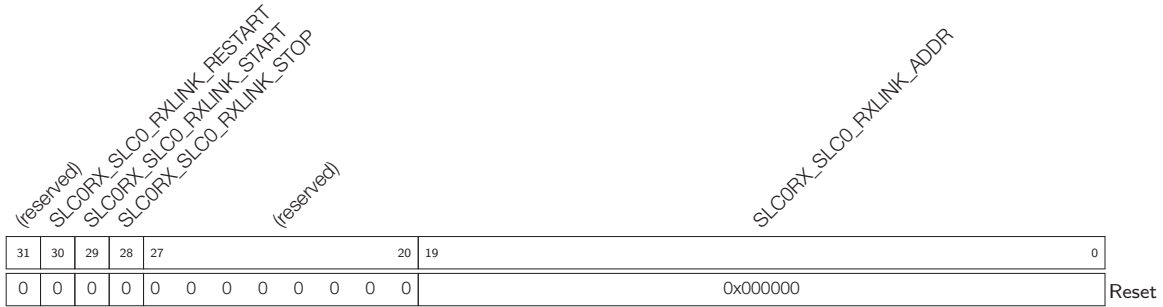 (reserved)
SLC0RX_SLC0_RXLINK_RESTART
SLC0RX_SLC0_RXLINK_START
SLC0RX_SLC0_RXLINK_STOP
(reserved)
SLC0RX_SLC0_RXLINK_ADDR
31 30 29 28 27 20 19 0
0 0 0 0 0 0 0 0 0 0 0 0 0x000000 Reset